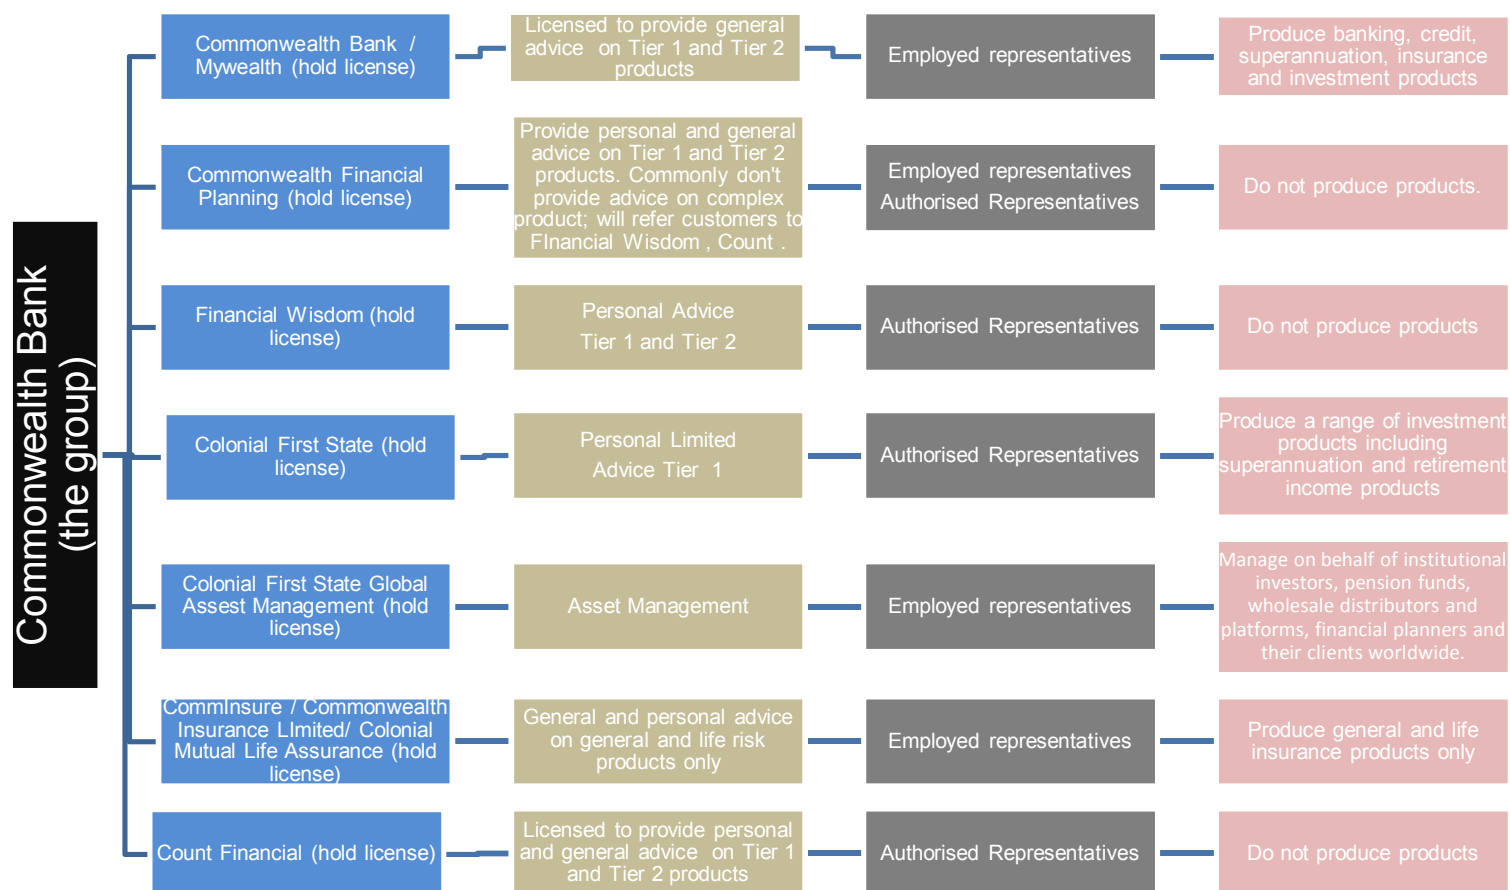 Commonwealth Bank
(the group)
Commonwealth Bank /
Mywealth (hold license)
Licensed to provide general
advice on Tier 1 and Tier 2
products
Employed representatives
Produce banking, credit,
superannuation, insurance
and investment products
Commonwealth Financial
Planning (hold license)
Provide personal and general
advice on Tier 1 and Tier 2
products. Commonly don't
provide advice on complex
product; will refer customers to
FInancial Wisdom , Count .
Employed representatives
Authorised Representatives
Do not produce products.
Financial Wisdom (hold
license)
Personal Advice
Tier 1 and Tier 2
Authorised Representatives
Do not produce products
Colonial First State (hold
license)
Personal Limited
Advice Tier 1
Authorised Representatives
Produce a range of investment
products including
superannuation and retirement
income products
Colonial First State Global
Assest Management (hold
license)
Asset Management
Employed representatives
Manage on behalf of institutional
investors, pension funds,
wholesale distributors and
platforms, financial planners and
their clients worldwide.
CommInsure / Commonwealth
Insurance LImited/ Colonial
Mutual Life Assurance (hold
license)
General and personal advice
on general and life risk
products only
Employed representatives
Produce general and life
insurance products only
Count Financial (hold license)
Licensed to provide personal
and general advice on Tier 1
and Tier 2 products
Authorised Representatives
Do not produce products